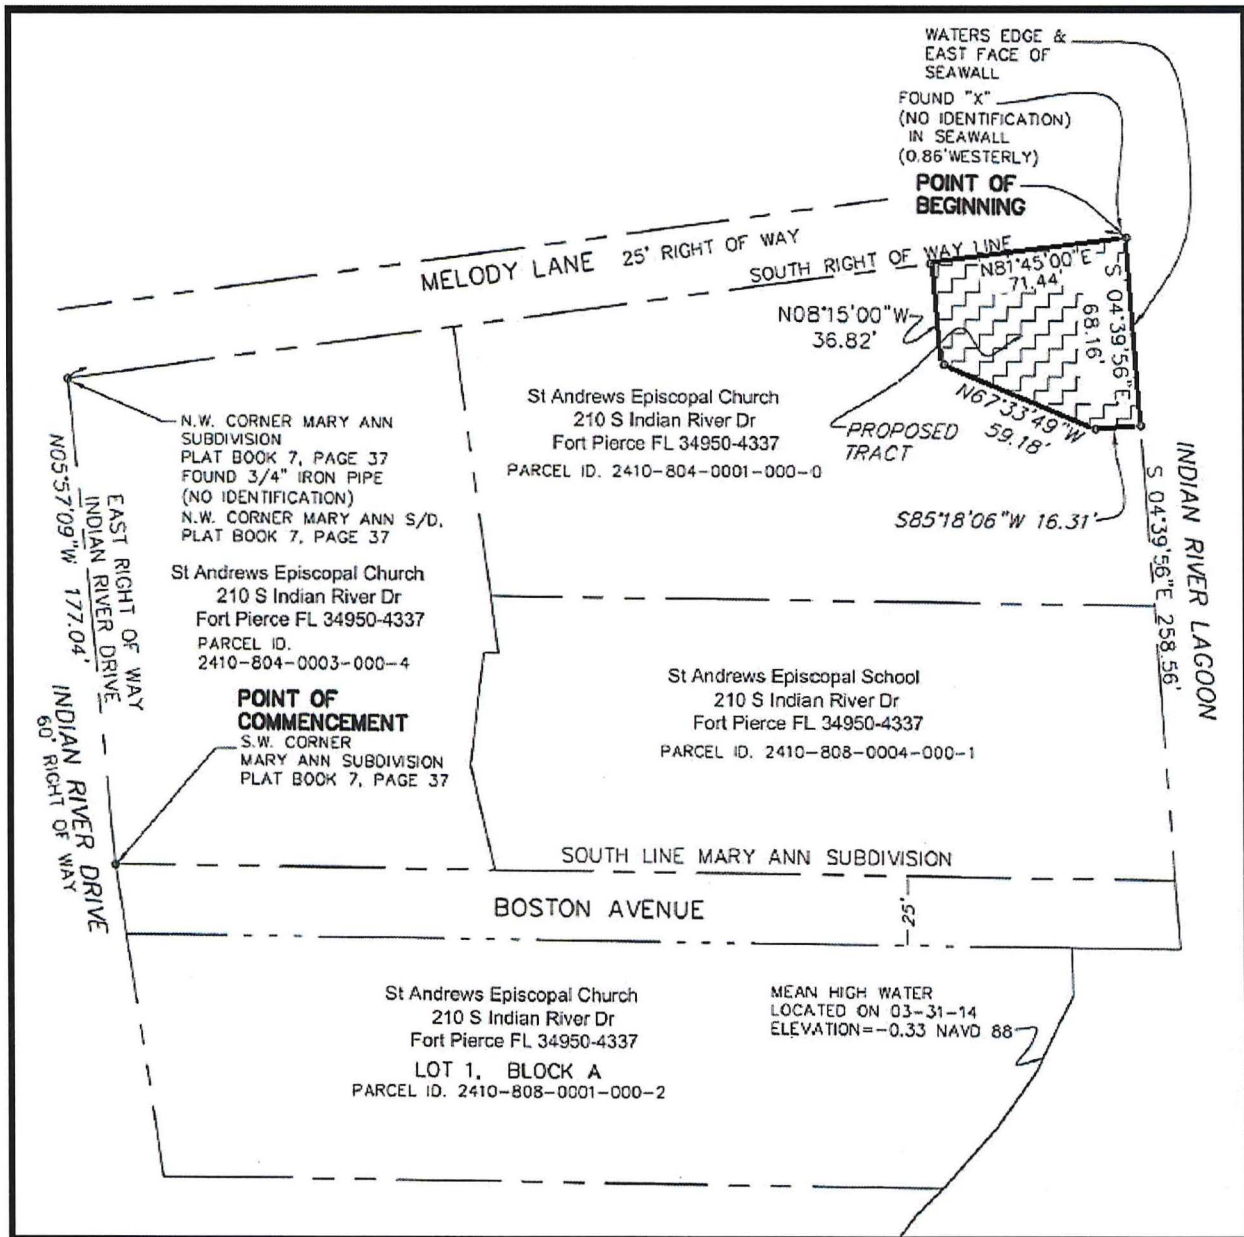 WATERS EDGE &
EAST FACE OF
SEAWALL
FOUND "X"
(NO IDENTIFICATION)
IN SEAWALL
(0.86'WESTERLY)
POINT OF
BEGINNING
MELODY LANE 25' RIGHT OF WAY
SOUTH RIGHT OF WAY LINE
N81°45'00"E
71.44'
S 04°39'56"E
68.16'
N08°15'00"W
36.82'
N67°33'49"W
59.18'
PROPOSED
TRACT
S85°18'06"W 16.31'
INDIAN RIVER LAGOON
S 04°39'56"E 258.56'
St Andrews Episcopal Church
210 S Indian River Dr
Fort Pierce FL 34950-4337
PARCEL ID. 2410-804-0001-000-0
N.W. CORNER MARY ANN
SUBDIVISION
PLAT BOOK 7, PAGE 37
FOUND 3/4" IRON PIPE
(NO IDENTIFICATION)
N.W. CORNER MARY ANN S/D,
PLAT BOOK 7, PAGE 37
N05°57'09"W 177.04'
EAST RIGHT OF WAY
INDIAN RIVER DRIVE
St Andrews Episcopal Church
210 S Indian River Dr
Fort Pierce FL 34950-4337
PARCEL ID.
2410-804-0003-000-4
POINT OF
COMMENCEMENT
S.W. CORNER
MARY ANN SUBDIVISION
PLAT BOOK 7, PAGE 37
INDIAN RIVER DRIVE
60' RIGHT OF WAY
St Andrews Episcopal School
210 S Indian River Dr
Fort Pierce FL 34950-4337
PARCEL ID. 2410-808-0004-000-1
SOUTH LINE MARY ANN SUBDIVISION
BOSTON AVENUE
25'
St Andrews Episcopal Church
210 S Indian River Dr
Fort Pierce FL 34950-4337
LOT 1, BLOCK A
PARCEL ID. 2410-808-0001-000-2
MEAN HIGH WATER
LOCATED ON 03-31-14
ELEVATION=-0.33 NAVD 88